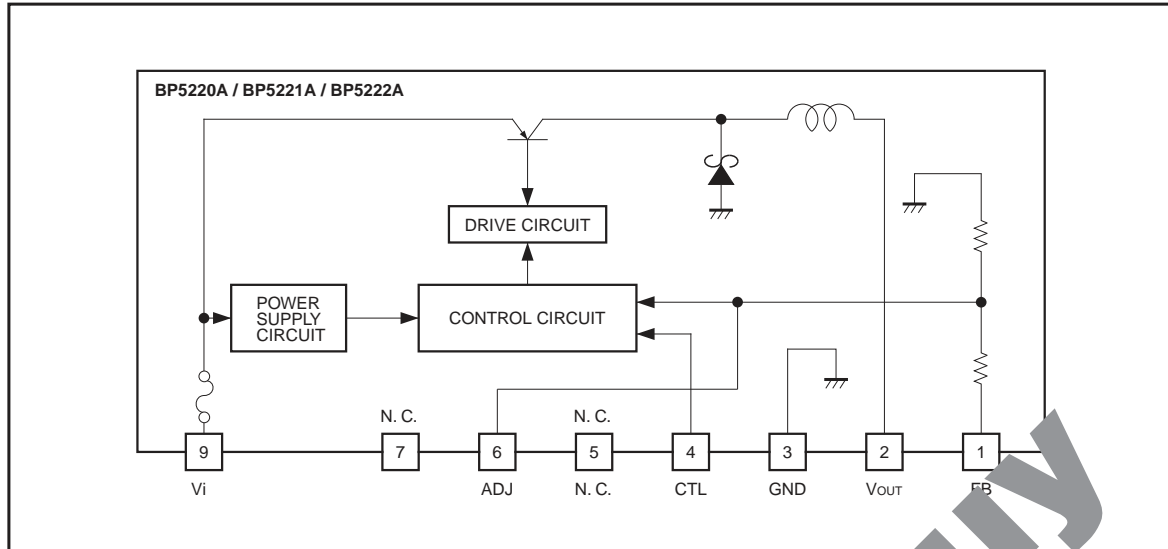 BP5220A / BP5221A / BP5222A
DRIVE CIRCUIT
POWER
SUPPLY
CIRCUIT
CONTROL CIRCUIT
N. C.
N. C.
9
7
6
5
4
3
2
1
Vi
ADJ
N. C.
CTL
GND
VOUT